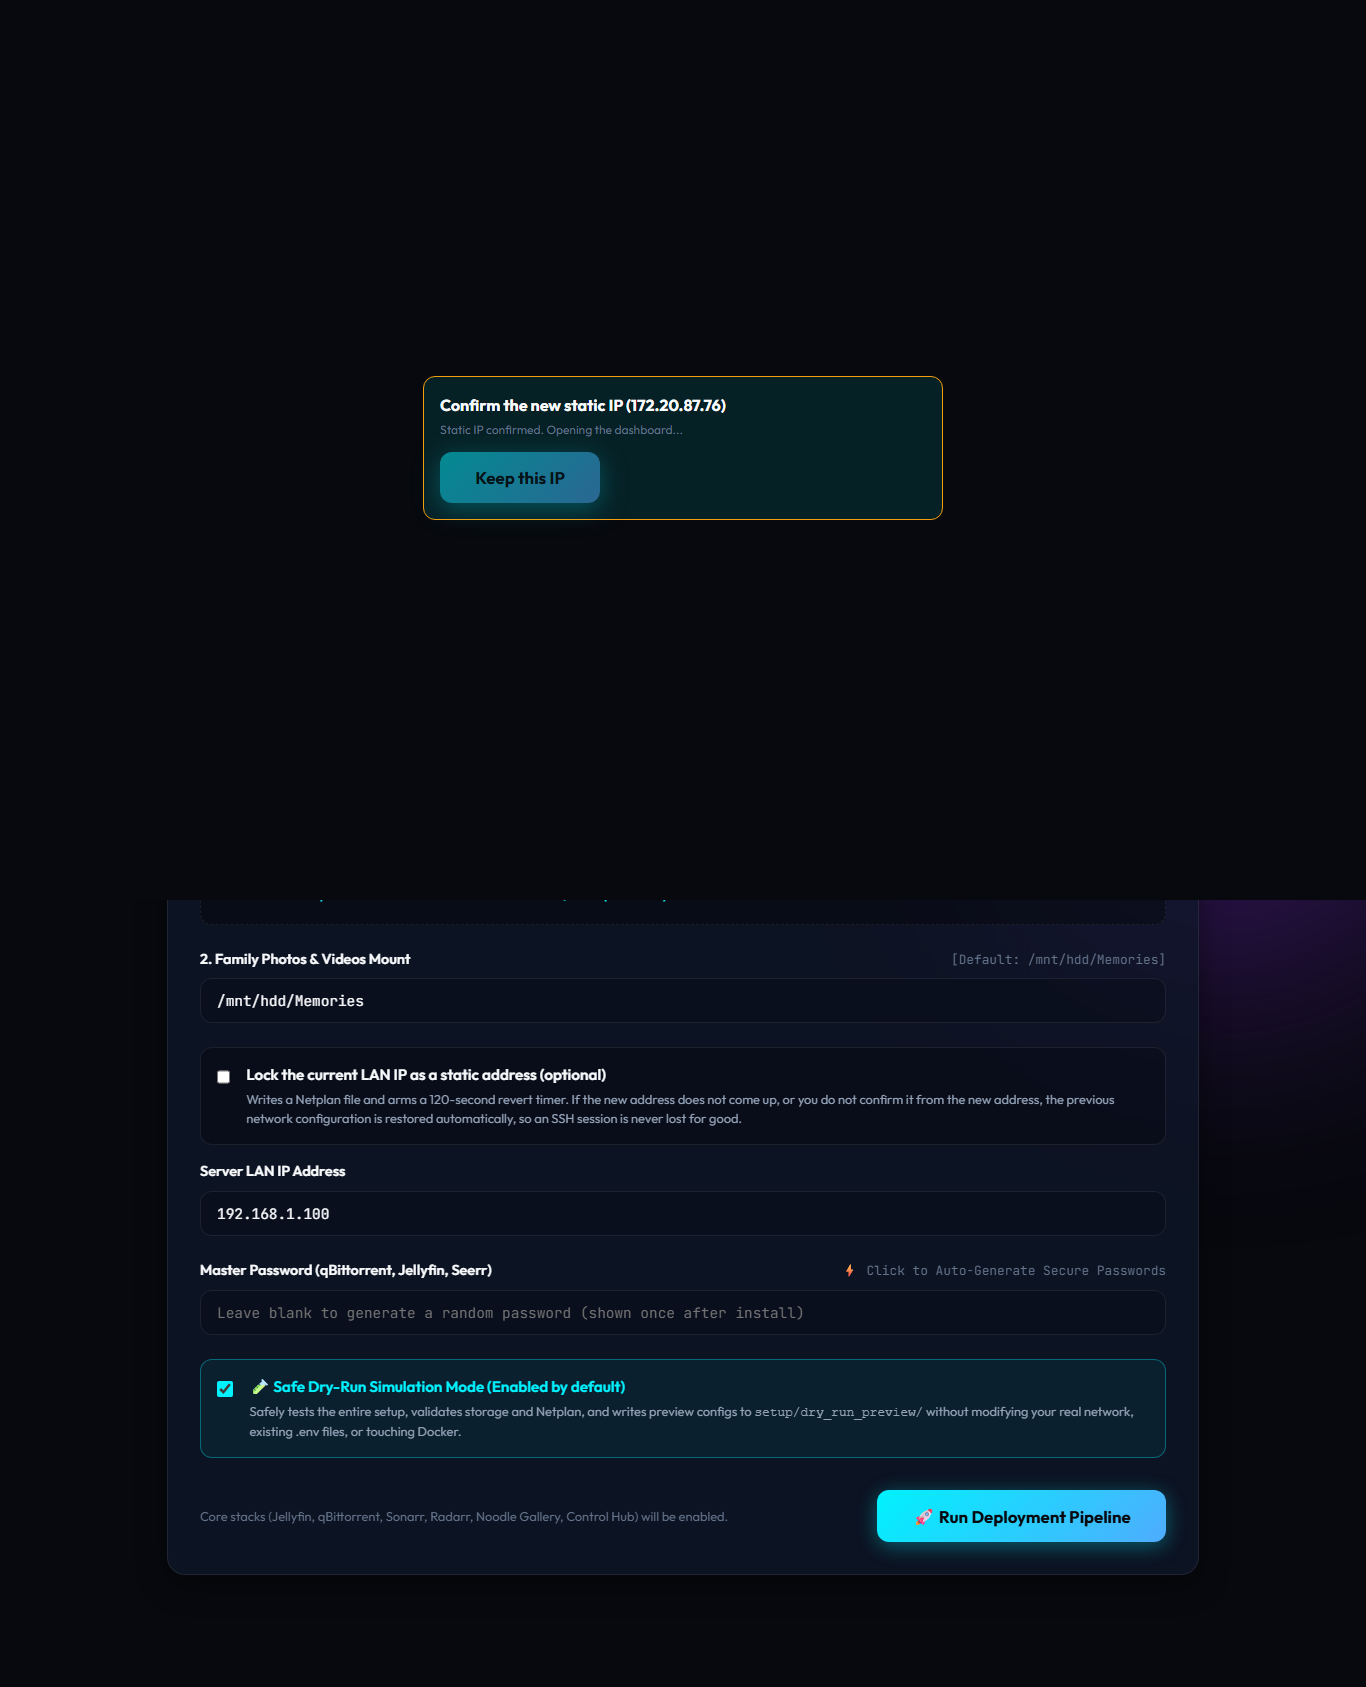 Confirm the new static IP (172.20.87.76)
Static IP confirmed. Opening the dashboard...
Keep this IP
2. Family Photos & Videos Mount
[Default: /mnt/hdd/Memories]
/mnt/hdd/Memories
Lock the current LAN IP as a static address (optional)
Writes a Netplan file and arms a 120-second revert timer. If the new address does not come up, or you do not confirm it from the new address, the previous
network configuration is restored automatically, so an SSH session is never lost for good.
Server LAN IP Address
192.168.1.100
Master Password (qBittorrent, Jellyfin, Seerr)
Click to Auto-Generate Secure Passwords
Leave blank to generate a random password (shown once after install)
Safe Dry-Run Simulation Mode (Enabled by default)
Safely tests the entire setup, validates storage and Netplan, and writes preview configs to setup/dry_run_preview/ without modifying your real network,
existing .env files, or touching Docker.
Core stacks (Jellyfin, qBittorrent, Sonarr, Radarr, Noodle Gallery, Control Hub) will be enabled.
🚀 Run Deployment Pipeline